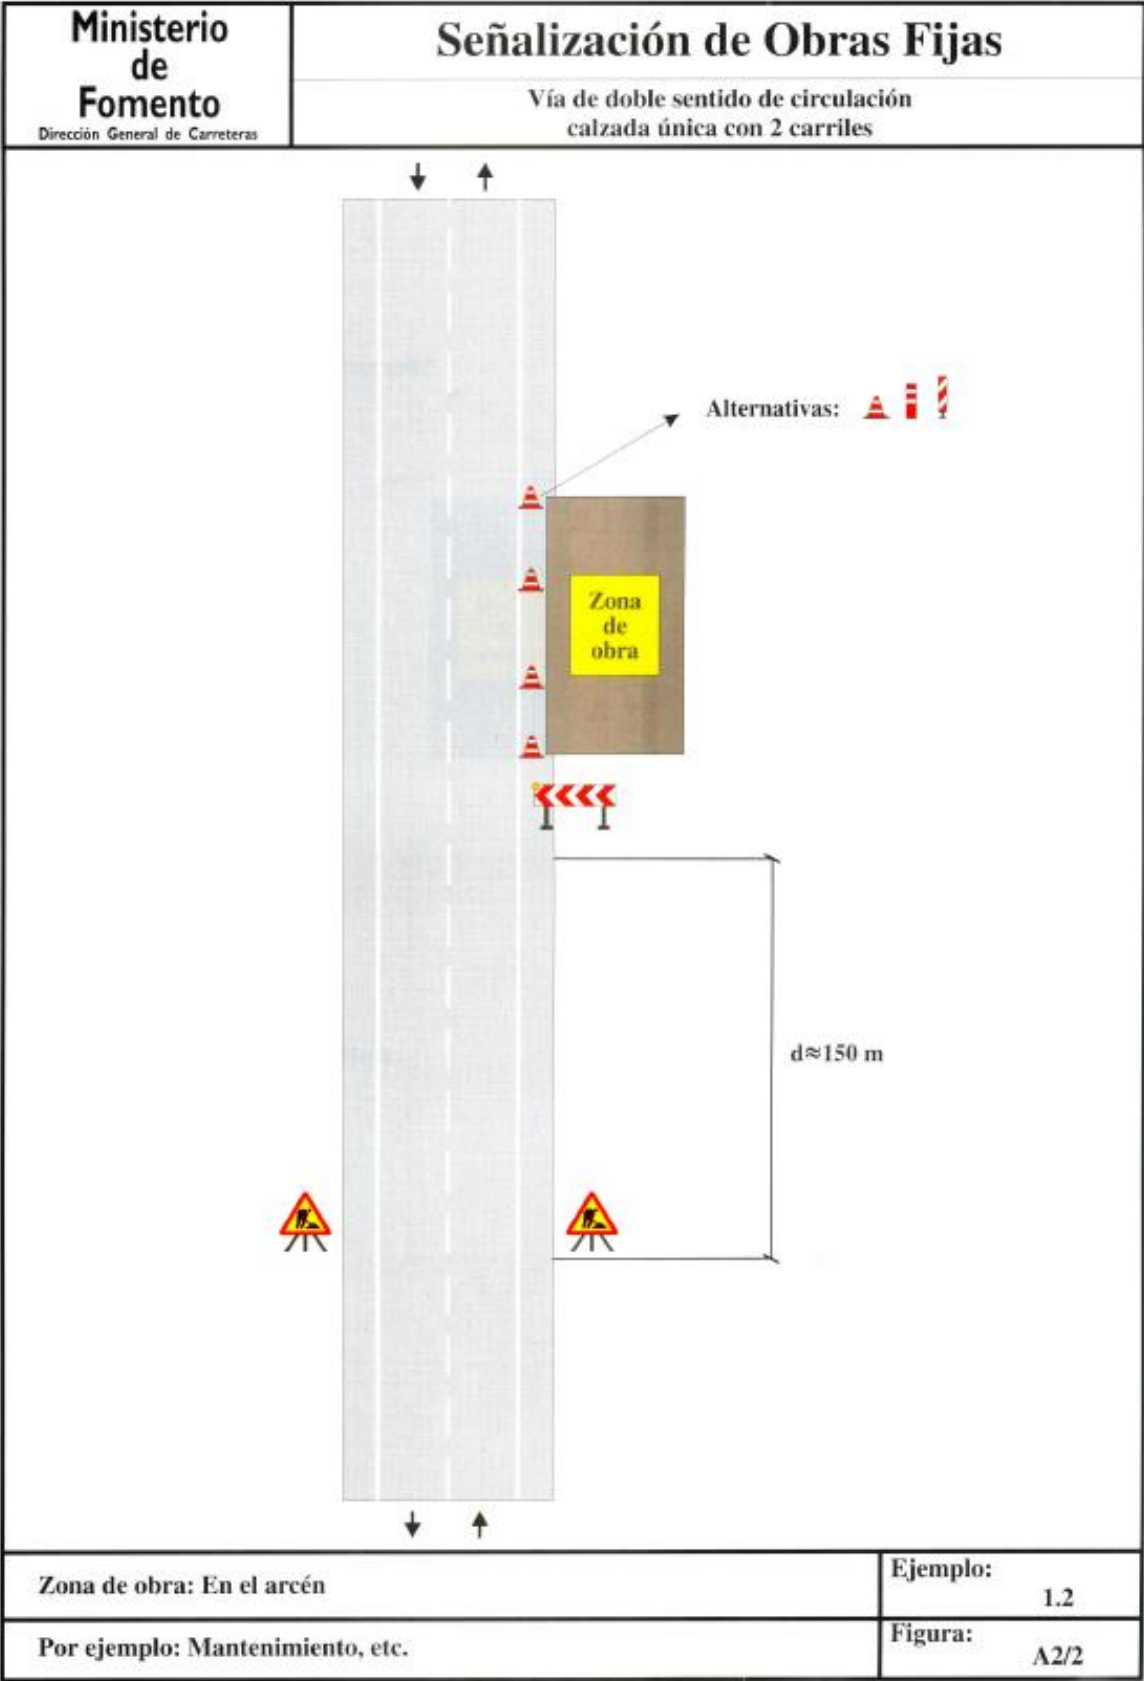 Ministerio
de
Fomento
Dirección General de Carreteras
Señalización de Obras Fijas
Vía de doble sentido de circulación
calzada única con 2 carriles
Alternativas:
Zona
de
obra
d≈150 m
Zona de obra: En el arcén
Ejemplo:
1.2
Por ejemplo: Mantenimiento, etc.
Figura:
A2/2